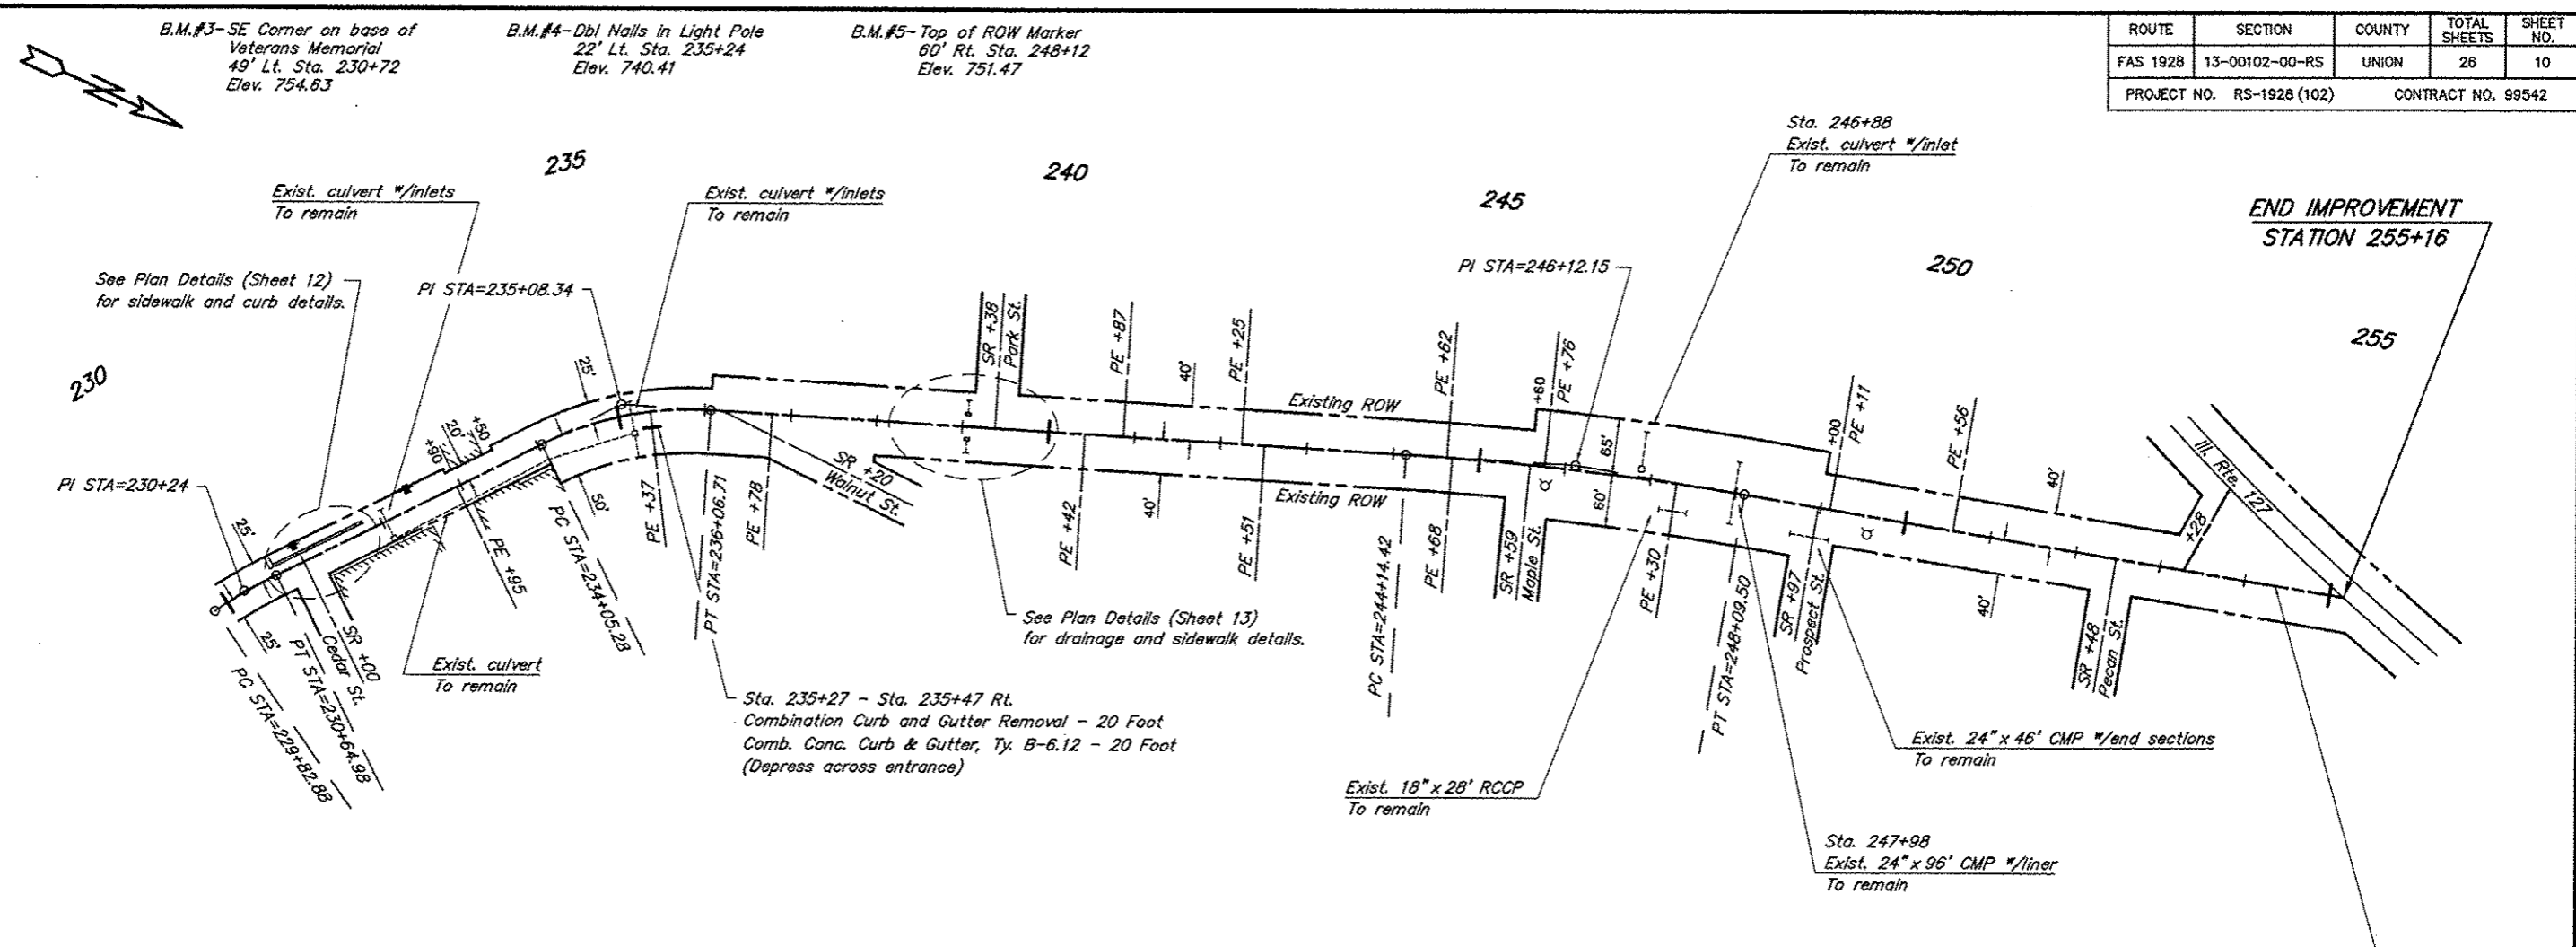 B.M.#3-SE Corner on base of
Veterans Memorial
49' Lt. Sta. 230+72
Elev. 754.63
B.M.#4-Dbl Nails in Light Pole
22' Lt. Sta. 235+24
Elev. 740.41
B.M.#5-Top of ROW Marker
60' Rt. Sta. 248+12
Elev. 751.47
ROUTE SECTION COUNTY TOTAL SHEETS SHEET NO.
FAS 1928 13-00102-00-RS UNION 26 10
PROJECT NO. RS-1928 (102) CONTRACT NO. 99542
230
235
240
245
250
255
Exist. culvert w/inlets
To remain
Exist. culvert w/inlets
To remain
Sta. 246+88
Exist. culvert w/inlet
To remain
END IMPROVEMENT
STATION 255+16
See Plan Details (Sheet 12)
for sidewalk and curb details.
PI STA=235+08.34
PI STA=246+12.15
PI STA=230+24
25'
+90
20'
+50
25'
SR +38
Park St.
PE +87
40'
PE +25
PE +62
+60
PE +76
65'
60'
+00
PE +11
PE +56
40'
+28
Ill. Rte. 127
Existing ROW
Existing ROW
25'
PC STA=229+82.88
PT STA=230+64.98
SR +00
Cedar St.
PE +95
PC STA=234+05.28
50'
PE +37
PT STA=236+06.71
PE +78
SR +20
Walnut St.
PE +42
40'
PE +51
PC STA=244+14.42
PE +68
SR +59
Maple St.
PE +30
PT STA=248+09.50
SR +97
Prospect St.
40'
SR +48
Pecan St.
Exist. culvert
To remain
See Plan Details (Sheet 13)
for drainage and sidewalk details.
Sta. 235+27 - Sta. 235+47 Rt.
Combination Curb and Gutter Removal - 20 Foot
Comb. Conc. Curb & Gutter, Ty. B-6.12 - 20 Foot
(Depress across entrance)
Exist. 18" x 28' RCCP
To remain
Exist. 24" x 46' CMP w/end sections
To remain
Sta. 247+98
Exist. 24" x 96' CMP w/liner
To remain